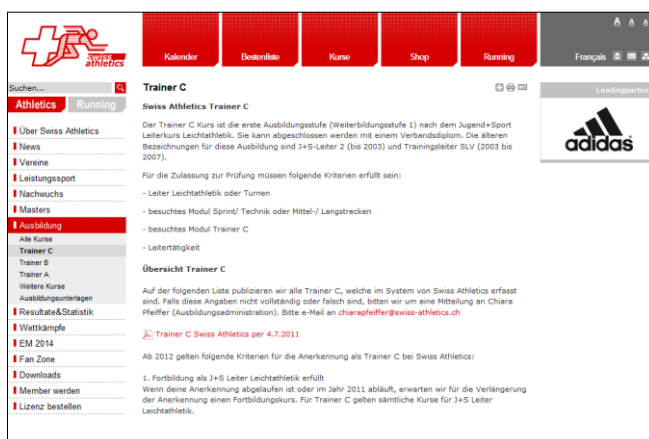 swiss
athletics
Kalender
Bestenliste
Kurse
Shop
Running
A A A
Français
Suchen...
Athletics
Running
Über Swiss Athletics
News
Vereine
Leistungssport
Nachwuchs
Masters
Ausbildung
Alle Kurse
Trainer C
Trainer B
Trainer A
Weitere Kurse
Ausbildungsunterlagen
Resultate&Statistik
Wettkämpfe
EM 2014
Fan Zone
Downloads
Member werden
Lizenz bestellen
Trainer C
Swiss Athletics Trainer C
Der Trainer C Kurs ist die erste Ausbildungsstufe (Weiterbildungsstufe 1) nach dem Jugend+Sport
Leiterkurs Leichtathletik. Sie kann abgeschlossen werden mit einem Verbandsdiplom. Die älteren
Bezeichnungen für diese Ausbildung sind J+S-Leiter 2 (bis 2003) und Trainingsleiter SLV (2003 bis
2007).
Für die Zulassung zur Prüfung müssen folgende Kriterien erfüllt sein:
- Leiter Leichtathletik oder Turnen
- besuchtes Modul Sprint/ Technik oder Mittel-/ Langstrecken
- besuchtes Modul Trainer C
- Leitertätigkeit
Übersicht Trainer C
Auf der folgenden Liste publizieren wir alle Trainer C, welche im System von Swiss Athletics erfasst
sind. Falls diese Angaben nicht vollständig oder falsch sind, bitten wir um eine Mitteilung an Chiara
Pfeiffer (Ausbildungsadministration). Bitte e-Mail an chiarapfeiffer@swiss-athletics.ch
Trainer C Swiss Athletics per 4.7.2011
Ab 2012 gelten folgende Kriterien für die Anerkennung als Trainer C bei Swiss Athletics:
1. Fortbildung als J+S Leiter Leichtathletik erfüllt
Wenn deine Anerkennung abgelaufen ist oder im Jahr 2011 abläuft, erwarten wir für die Verlängerung
der Anerkennung einen Fortbildungskurs. Für Trainer C gelten sämtliche Kurse für J+S Leiter
Leichtathletik.
Leadingpartner
adidas